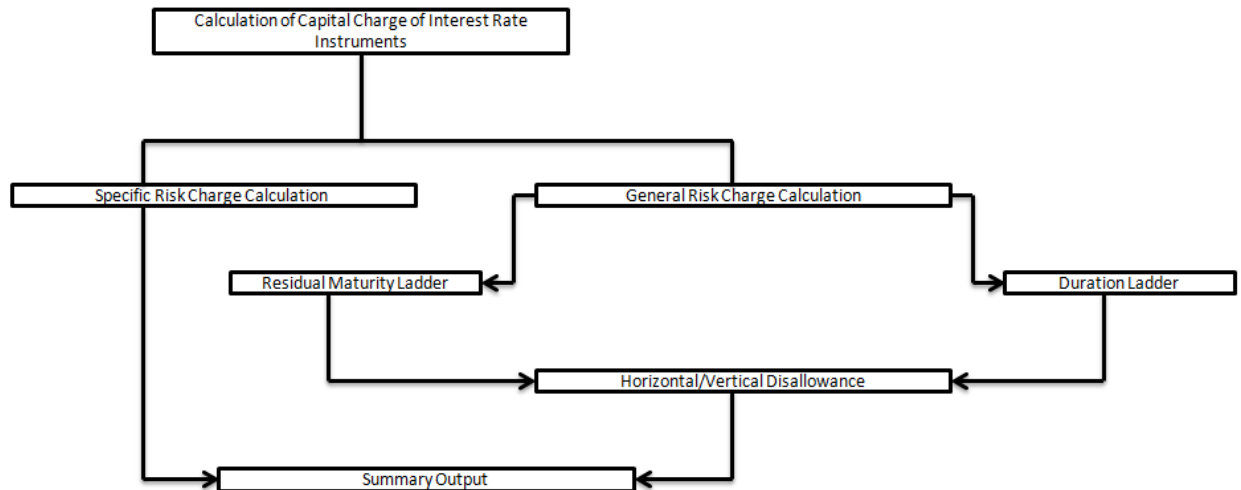 Calculation of Capital Charge of Interest Rate
Instruments
Specific Risk Charge Calculation
General Risk Charge Calculation
Residual Maturity Ladder
Duration Ladder
Horizontal/Vertical Disallowance
Summary Output